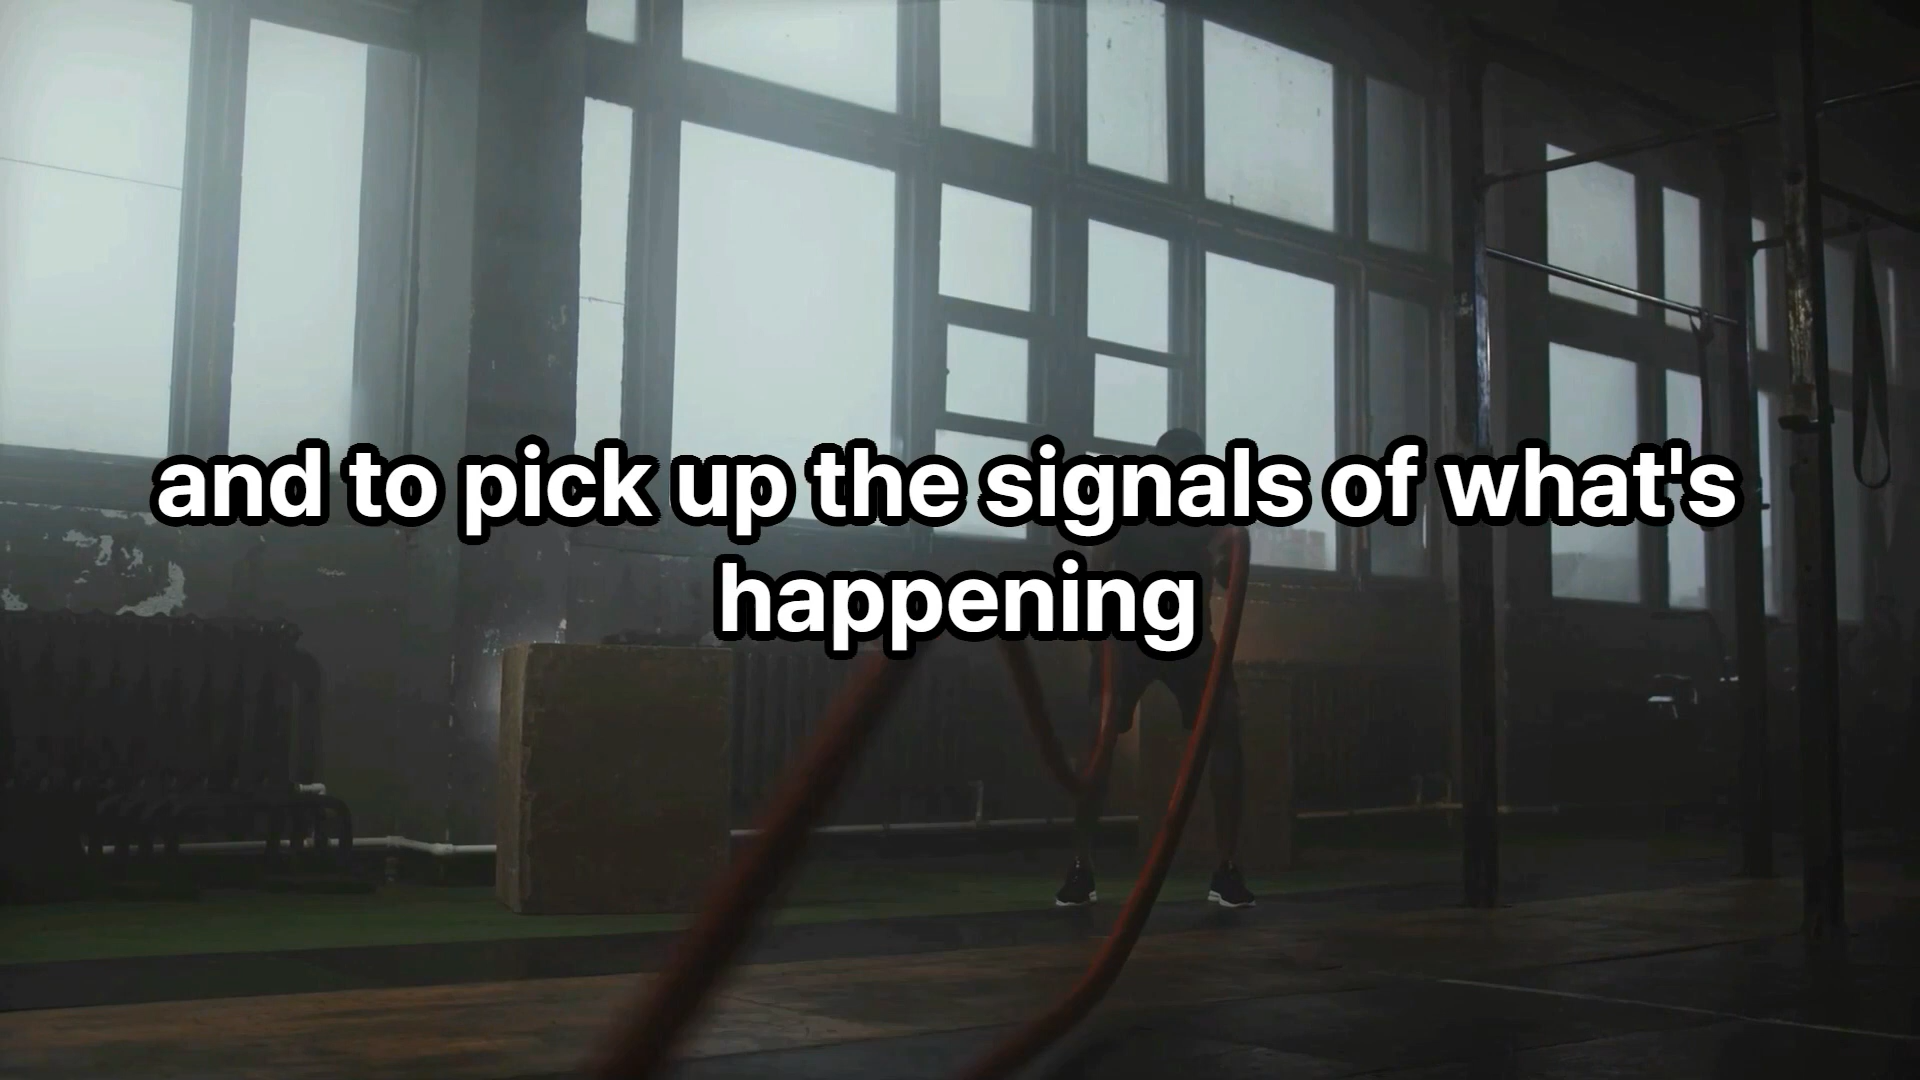 and to pick up the signals of what's
happening